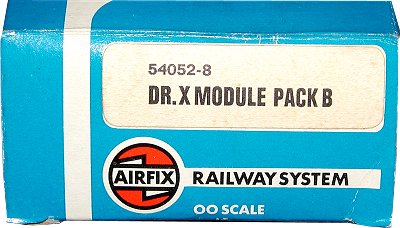 54052-8
DR.X MODULE PACK B
AIRFIX RAILWAY SYSTEM
OO SCALE